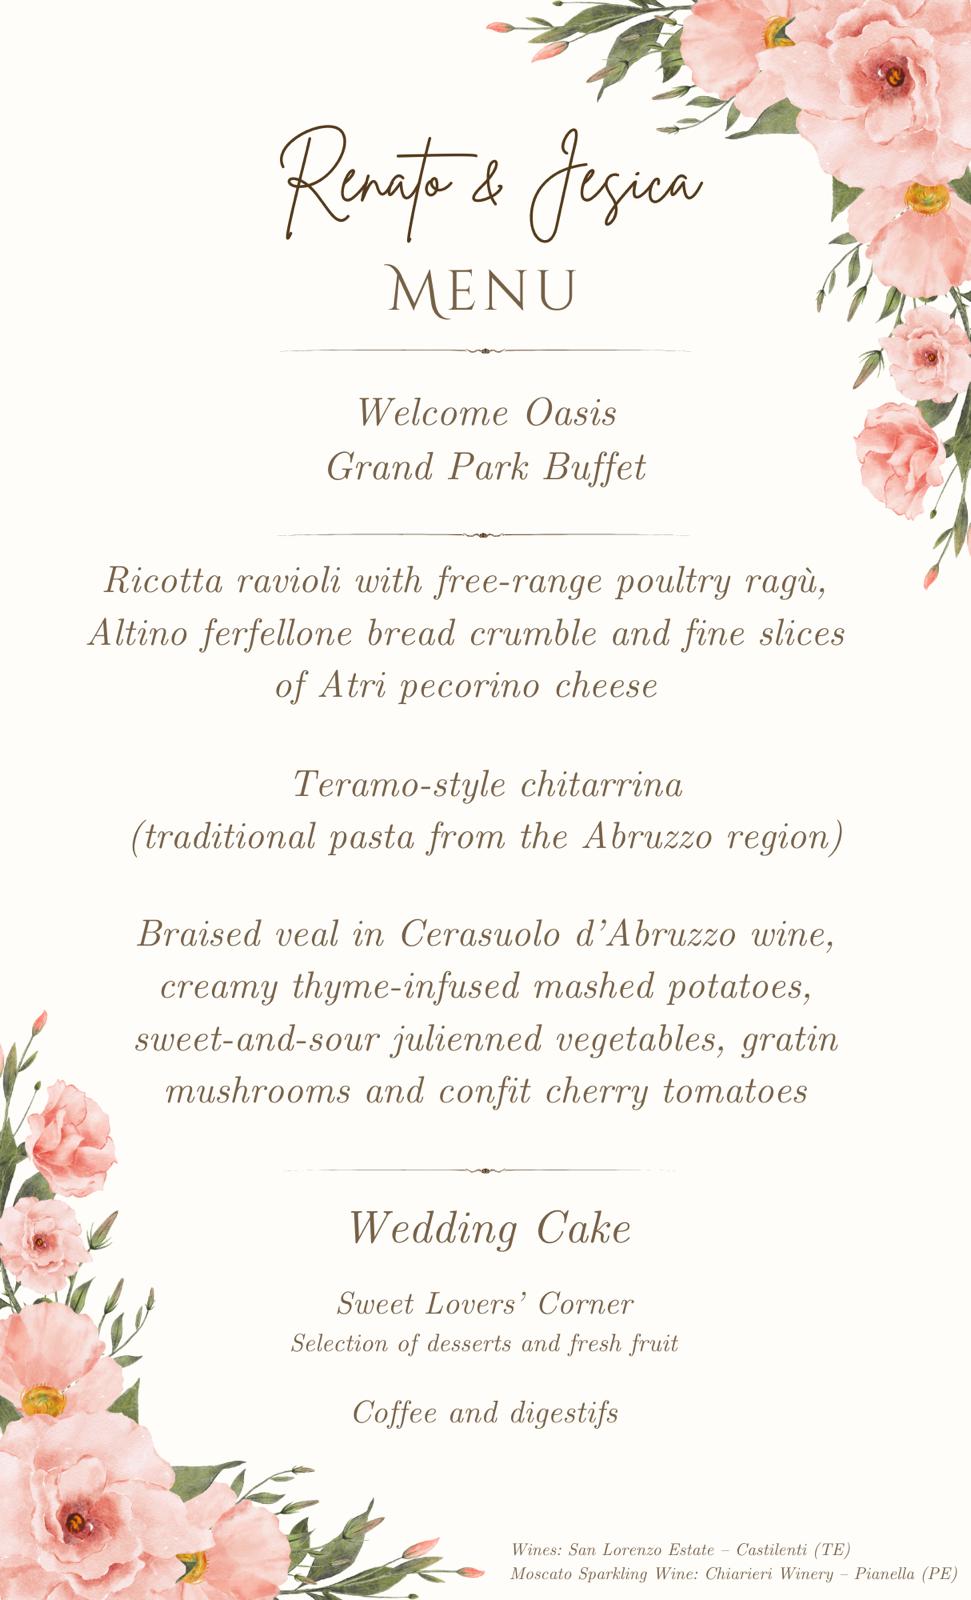 Renato & Jesica
MENU
Welcome Oasis
Grand Park Buffet
Ricotta ravioli with free-range poultry ragù,
Altino ferfellone bread crumble and fine slices
of Atri pecorino cheese
Teramo-style chitarrina
(traditional pasta from the Abruzzo region)
Braised veal in Cerasuolo d’Abruzzo wine,
creamy thyme-infused mashed potatoes,
sweet-and-sour julienned vegetables, gratin
mushrooms and confit cherry tomatoes
Wedding Cake
Sweet Lovers’ Corner
Selection of desserts and fresh fruit
Coffee and digestifs
Wines: San Lorenzo Estate – Castilenti (TE)
Moscato Sparkling Wine: Chiarieri Winery – Pianella (PE)